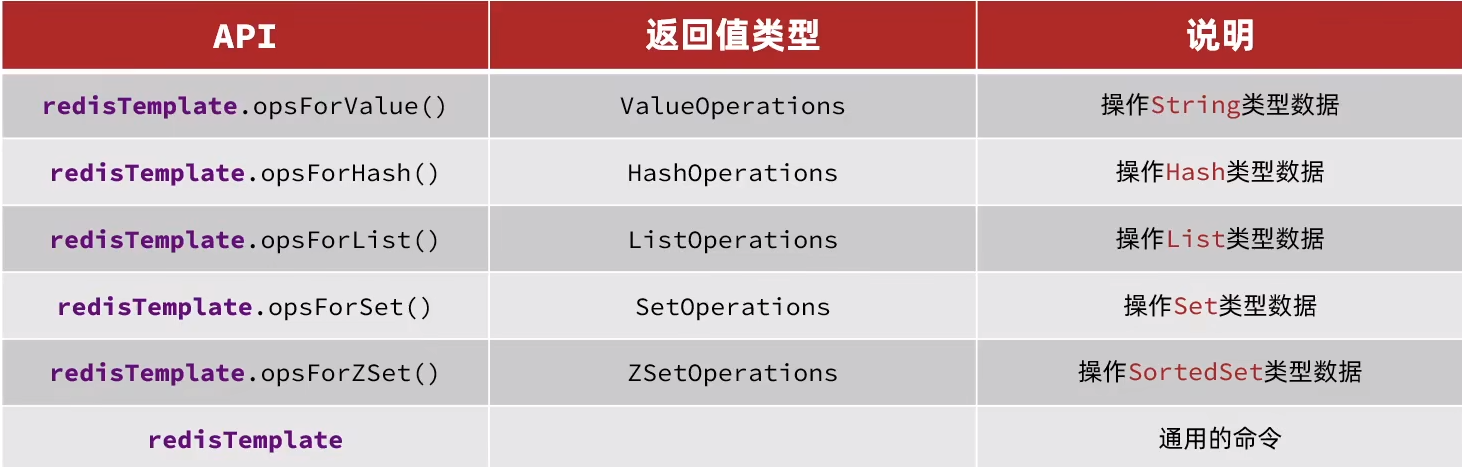 API 返回值类型 说明
redisTemplate.opsForValue() ValueOperations 操作String类型数据
redisTemplate.opsForHash() HashOperations 操作Hash类型数据
redisTemplate.opsForList() ListOperations 操作List类型数据
redisTemplate.opsForSet() SetOperations 操作Set类型数据
redisTemplate.opsForZSet() ZSetOperations 操作SortedSet类型数据
redisTemplate 通用的命令